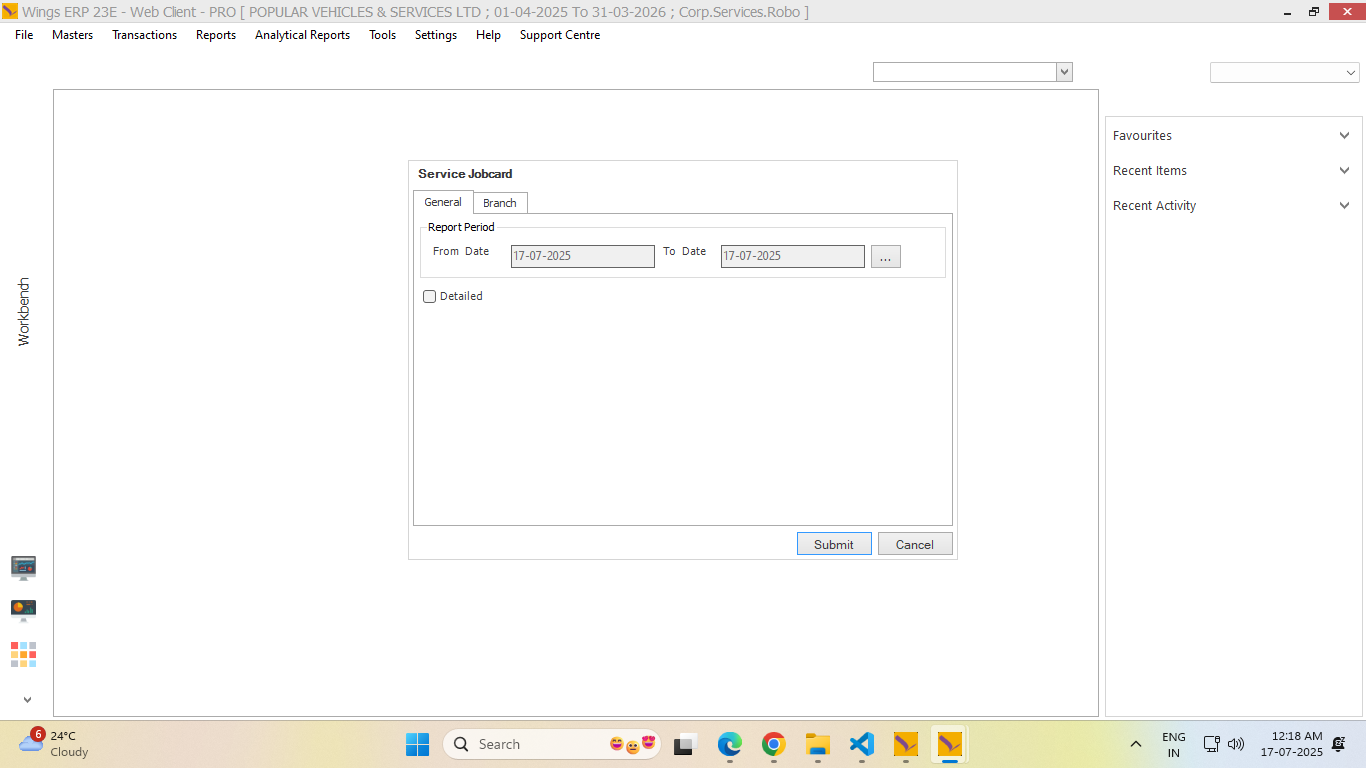 Wings ERP 23E - Web Client - PRO [ POPULAR VEHICLES & SERVICES LTD ; 01-04-2025 To 31-03-2026 ; Corp.Services.Robo ]
File Masters Transactions Reports Analytical Reports Tools Settings Help Support Centre
Favourites
Recent Items
Recent Activity
Workbench
Service Jobcard
General Branch
Report Period
From Date 17-07-2025 To Date 17-07-2025 ...
Detailed
Submit Cancel
6 24°C
Cloudy
Search
ENG
IN
12:18 AM
17-07-2025